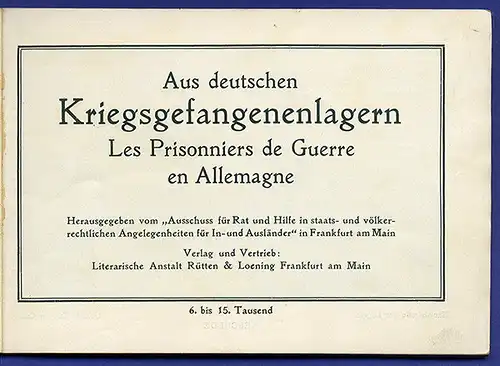 Aus deutschen
Kriegsgefangenenlagern
Les Prisonniers de Guerre
en Allemagne
Herausgegeben vom „Ausschuss für Rat und Hilfe in staats- und völker-
rechtlichen Angelegenheiten für In- und Ausländer" in Frankfurt am Main
Verlag und Vertrieb:
Literarische Anstalt Rütten & Loening Frankfurt am Main
6. bis 15. Tausend